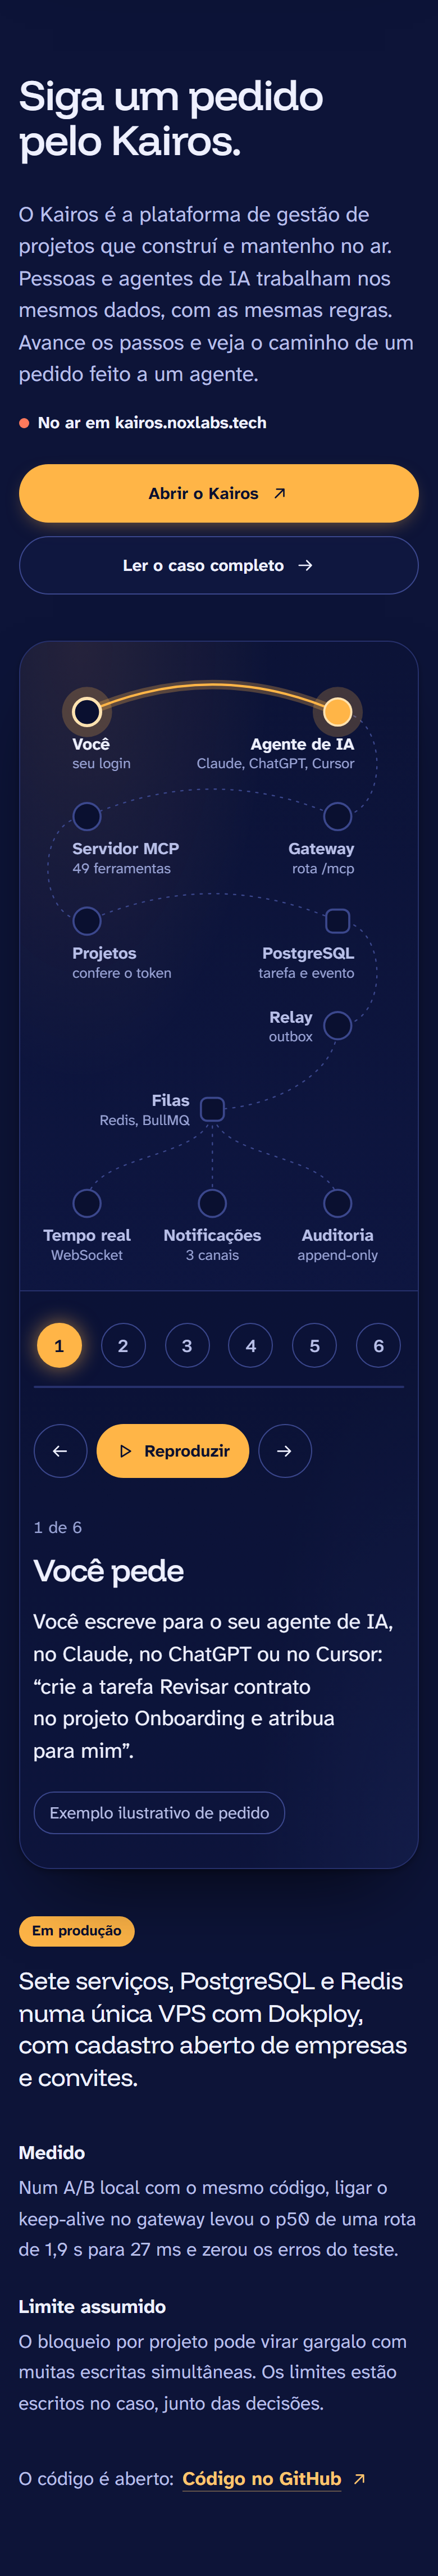 Siga um pedido
pelo Kairos.
O Kairos é a plataforma de gestão de
projetos que construí e mantenho no ar.
Pessoas e agentes de IA trabalham nos
mesmos dados, com as mesmas regras.
Avance os passos e veja o caminho de um
pedido feito a um agente.
No ar em kairos.noxlabs.tech
Abrir o Kairos
Ler o caso completo
Você
seu login
Agente de IA
Claude, ChatGPT, Cursor
Servidor MCP
49 ferramentas
Gateway
rota /mcp
Projetos
confere o token
PostgreSQL
tarefa e evento
Relay
outbox
Filas
Redis, BullMQ
Tempo real
WebSocket
Notificações
3 canais
Auditoria
append-only
1 2 3 4 5 6
Reproduzir
1 de 6
Você pede
Você escreve para o seu agente de IA,
no Claude, no ChatGPT ou no Cursor:
“crie a tarefa Revisar contrato
no projeto Onboarding e atribua
para mim”.
Exemplo ilustrativo de pedido
Em produção
Sete serviços, PostgreSQL e Redis
numa única VPS com Dokploy,
com cadastro aberto de empresas
e convites.
Medido
Num A/B local com o mesmo código, ligar o
keep-alive no gateway levou o p50 de uma rota
de 1,9 s para 27 ms e zerou os erros do teste.
Limite assumido
O bloqueio por projeto pode virar gargalo com
muitas escritas simultâneas. Os limites estão
escritos no caso, junto das decisões.
O código é aberto: Código no GitHub